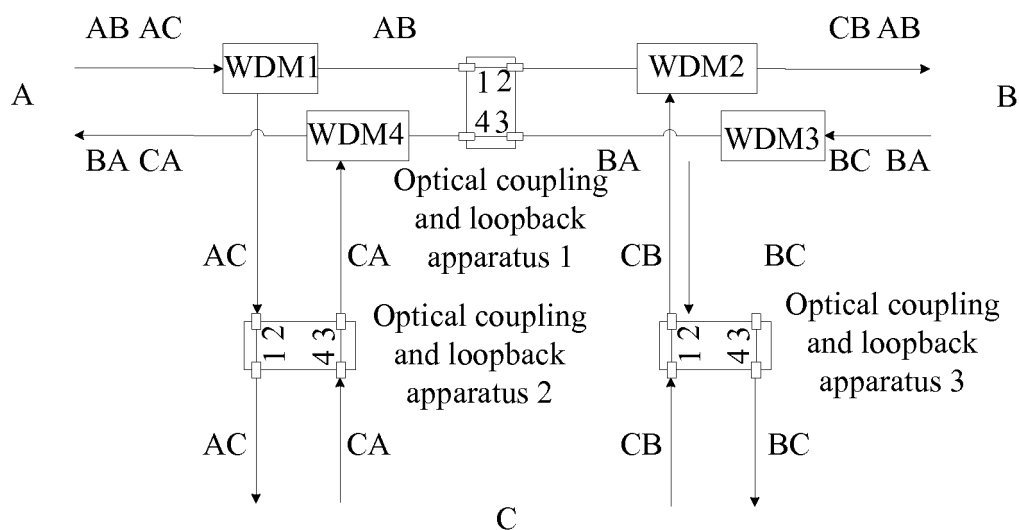 AB AC
AB
CB AB
WDM1
1 2
WDM2
A
B
4 3
WDM4
WDM3
BA CA
BA
BC BA
Optical coupling
and loopback
apparatus 1
AC
CA
CB
BC
1 2
4 3
Optical coupling
and loopback
apparatus 2
1 2
4 3
Optical coupling
and loopback
apparatus 3
AC
CA
CB
BC
C